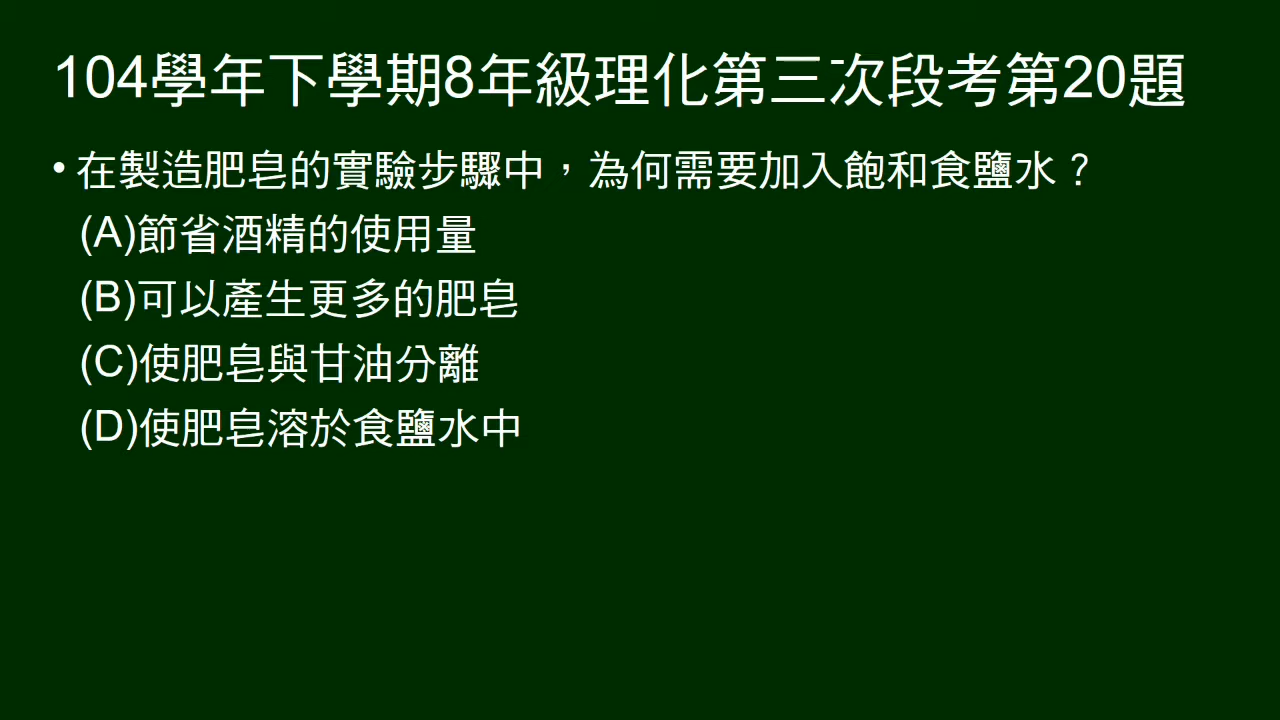 104學年下學期8年級理化第三次段考第20題
•在製造肥皂的實驗步驟中，為何需要加入飽和食鹽水？
(A)節省酒精的使用量
(B)可以產生更多的肥皂
(C)使肥皂與甘油分離
(D)使肥皂溶於食鹽水中